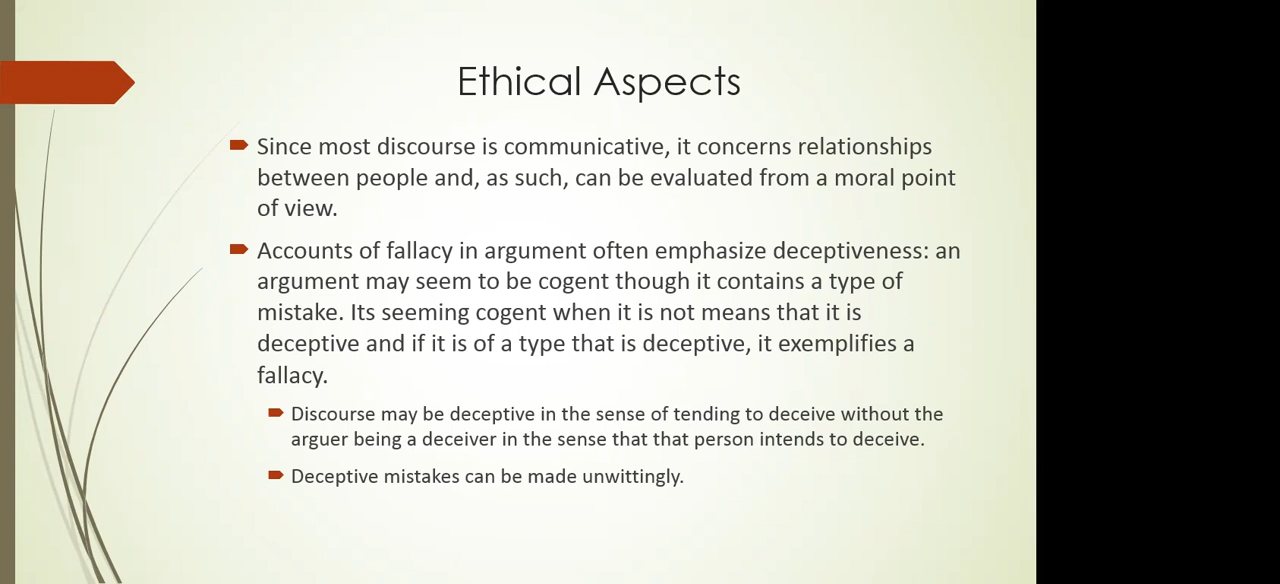 Ethical Aspects
Since most discourse is communicative, it concerns relationships
between people and, as such, can be evaluated from a moral point
of view.
Accounts of fallacy in argument often emphasize deceptiveness: an
argument may seem to be cogent though it contains a type of
mistake. Its seeming cogent when it is not means that it is
deceptive and if it is of a type that is deceptive, it exemplifies a
fallacy.
Discourse may be deceptive in the sense of tending to deceive without the
arguer being a deceiver in the sense that that person intends to deceive.
Deceptive mistakes can be made unwittingly.